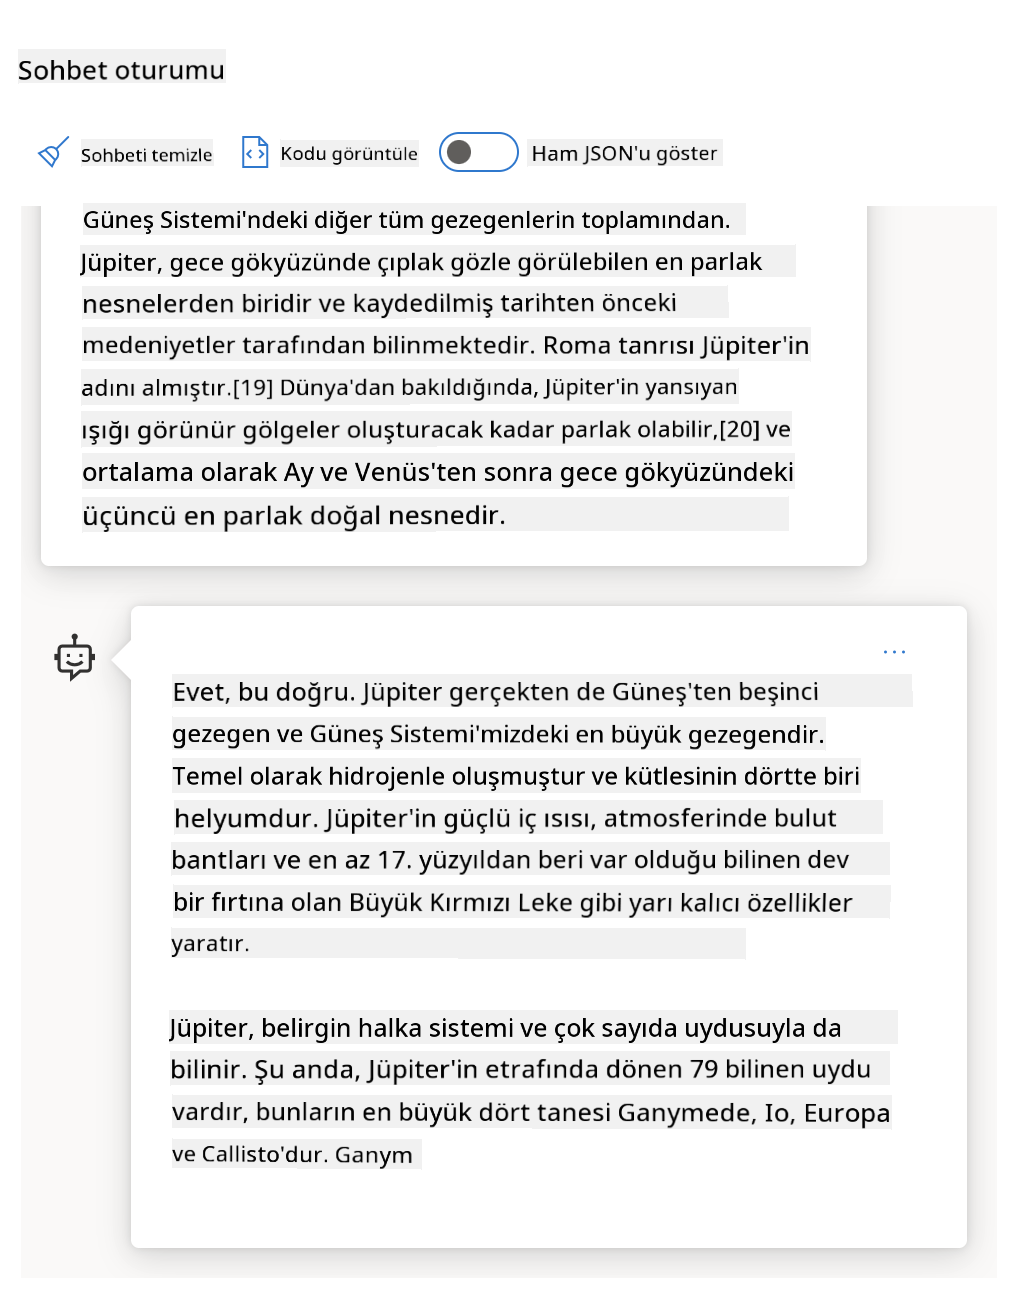 Sohbet oturumu
Sohbeti temizle
Kodu görüntüle
Ham JSON'u göster
Güneş Sistemi'ndeki diğer tüm gezegenlerin toplamından.
Jüpiter, gece gökyüzünde çıplak gözle görülebilen en parlak
nesnelerden biridir ve kaydedilmiş tarihten önceki
medeniyetler tarafından bilinmektedir. Roma tanrısı Jüpiter'in
adını almıştır.[19] Dünya'dan bakıldığında, Jüpiter'in yansıyan
ışığı görünür gölgeler oluşturacak kadar parlak olabilir,[20] ve
ortalama olarak Ay ve Venüs'ten sonra gece gökyüzündeki
üçüncü en parlak doğal nesnedir.
Evet, bu doğru. Jüpiter gerçekten de Güneş'ten beşinci
gezegen ve Güneş Sistemi'mizdeki en büyük gezegendir.
Temel olarak hidrojenle oluşmuştur ve kütlesinin dörtte biri
helyumdur. Jüpiter'in güçlü iç ısısı, atmosferinde bulut
bantları ve en az 17. yüzyıldan beri var olduğu bilinen dev
bir fırtına olan Büyük Kırmızı Leke gibi yarı kalıcı özellikler
yaratır.
Jüpiter, belirgin halka sistemi ve çok sayıda uydusuyla da
bilinir. Şu anda, Jüpiter'in etrafında dönen 79 bilinen uydu
vardır, bunların en büyük dört tanesi Ganymede, Io, Europa
ve Callisto'dur. Ganym